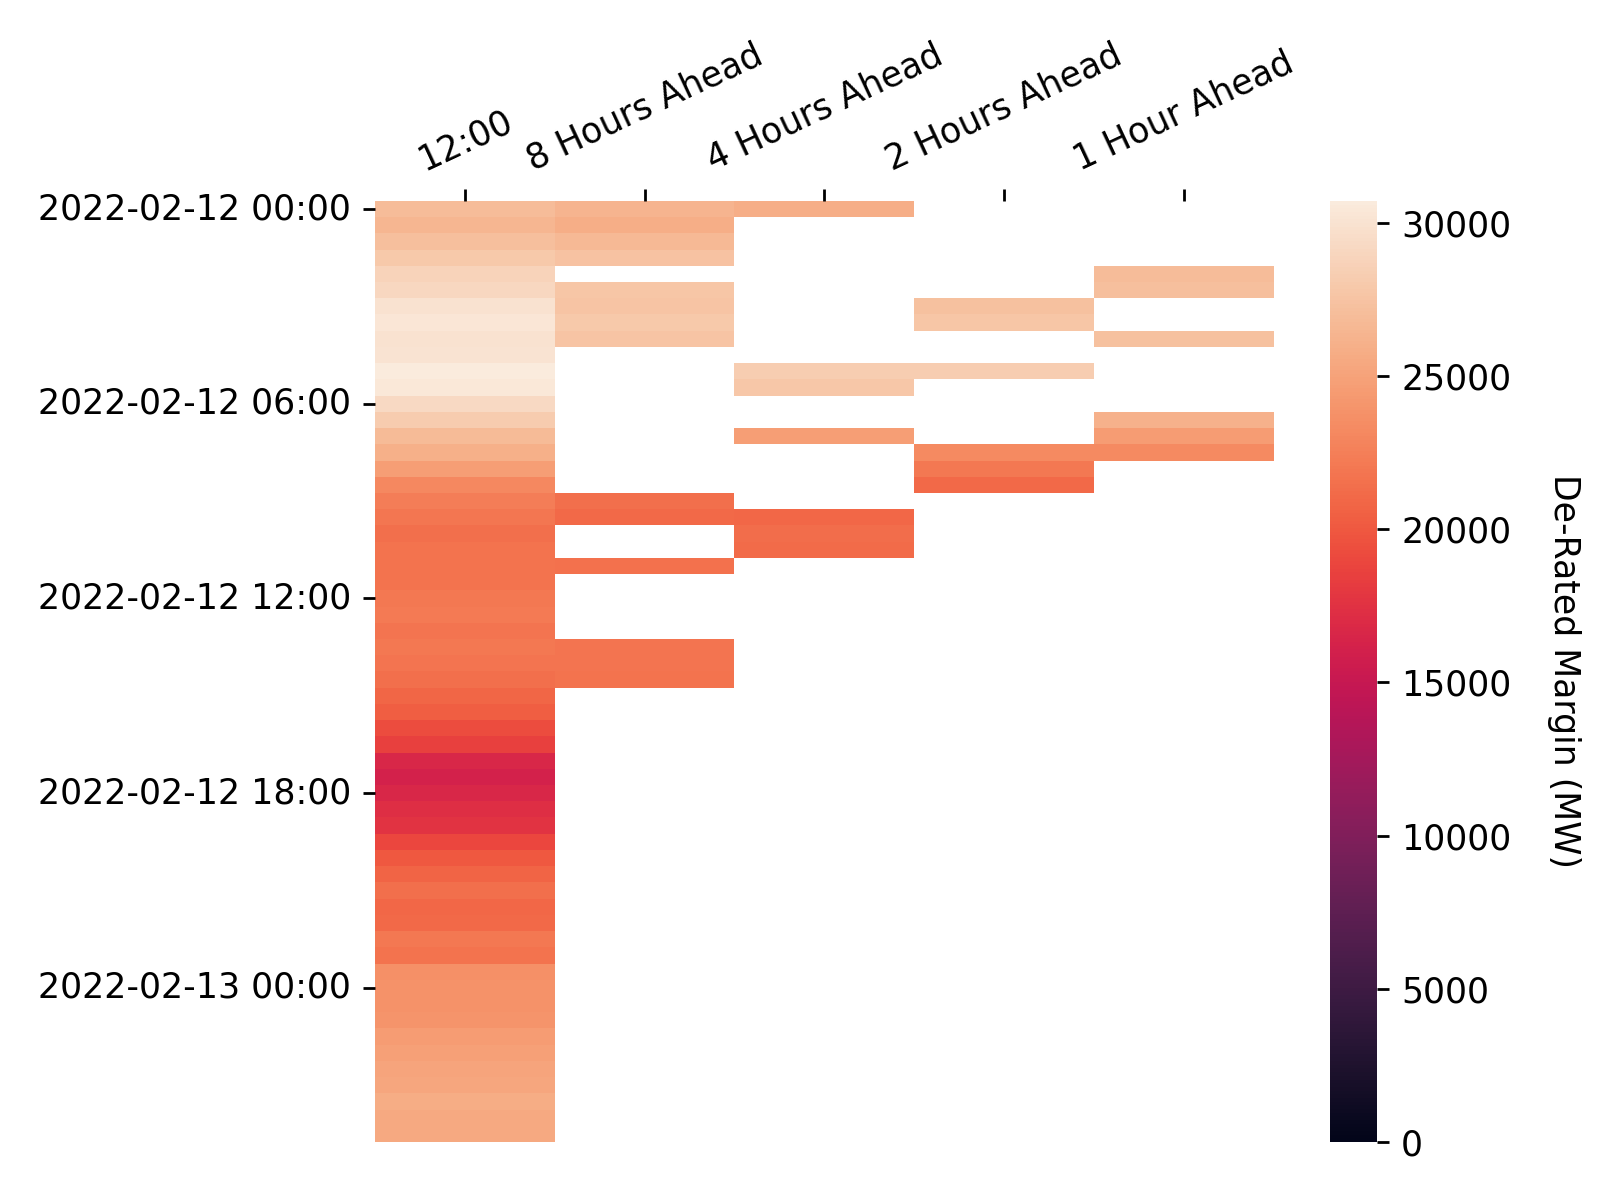 12:00
8 Hours Ahead
4 Hours Ahead
2 Hours Ahead
1 Hour Ahead
2022-02-12 00:00
2022-02-12 06:00
2022-02-12 12:00
2022-02-12 18:00
2022-02-13 00:00
30000
25000
20000
15000
10000
5000
0
De-Rated Margin (MW)